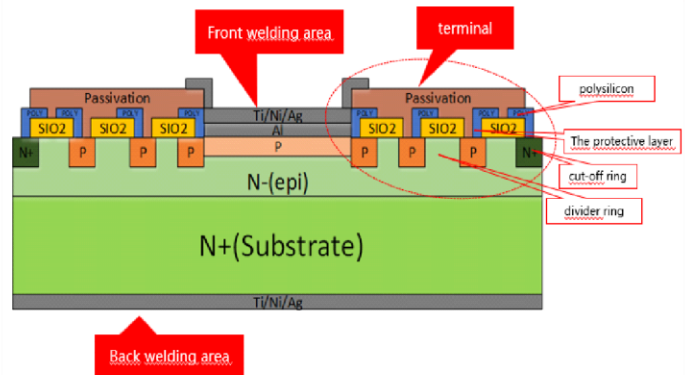 Front welding area
terminal
polysilicon
Passivation
Passivation
Ti/Ni/Ag
POLY
POLY
POLY
POLY
POLY
POLY
SIO2
SIO2
SIO2
Al
SIO2
SIO2
SIO2
The protective layer
N+
P
P
P
P
P
P
P
N+
cut-off ring
N-(epi)
divider ring
N+(Substrate)
Ti/Ni/Ag
Back welding area